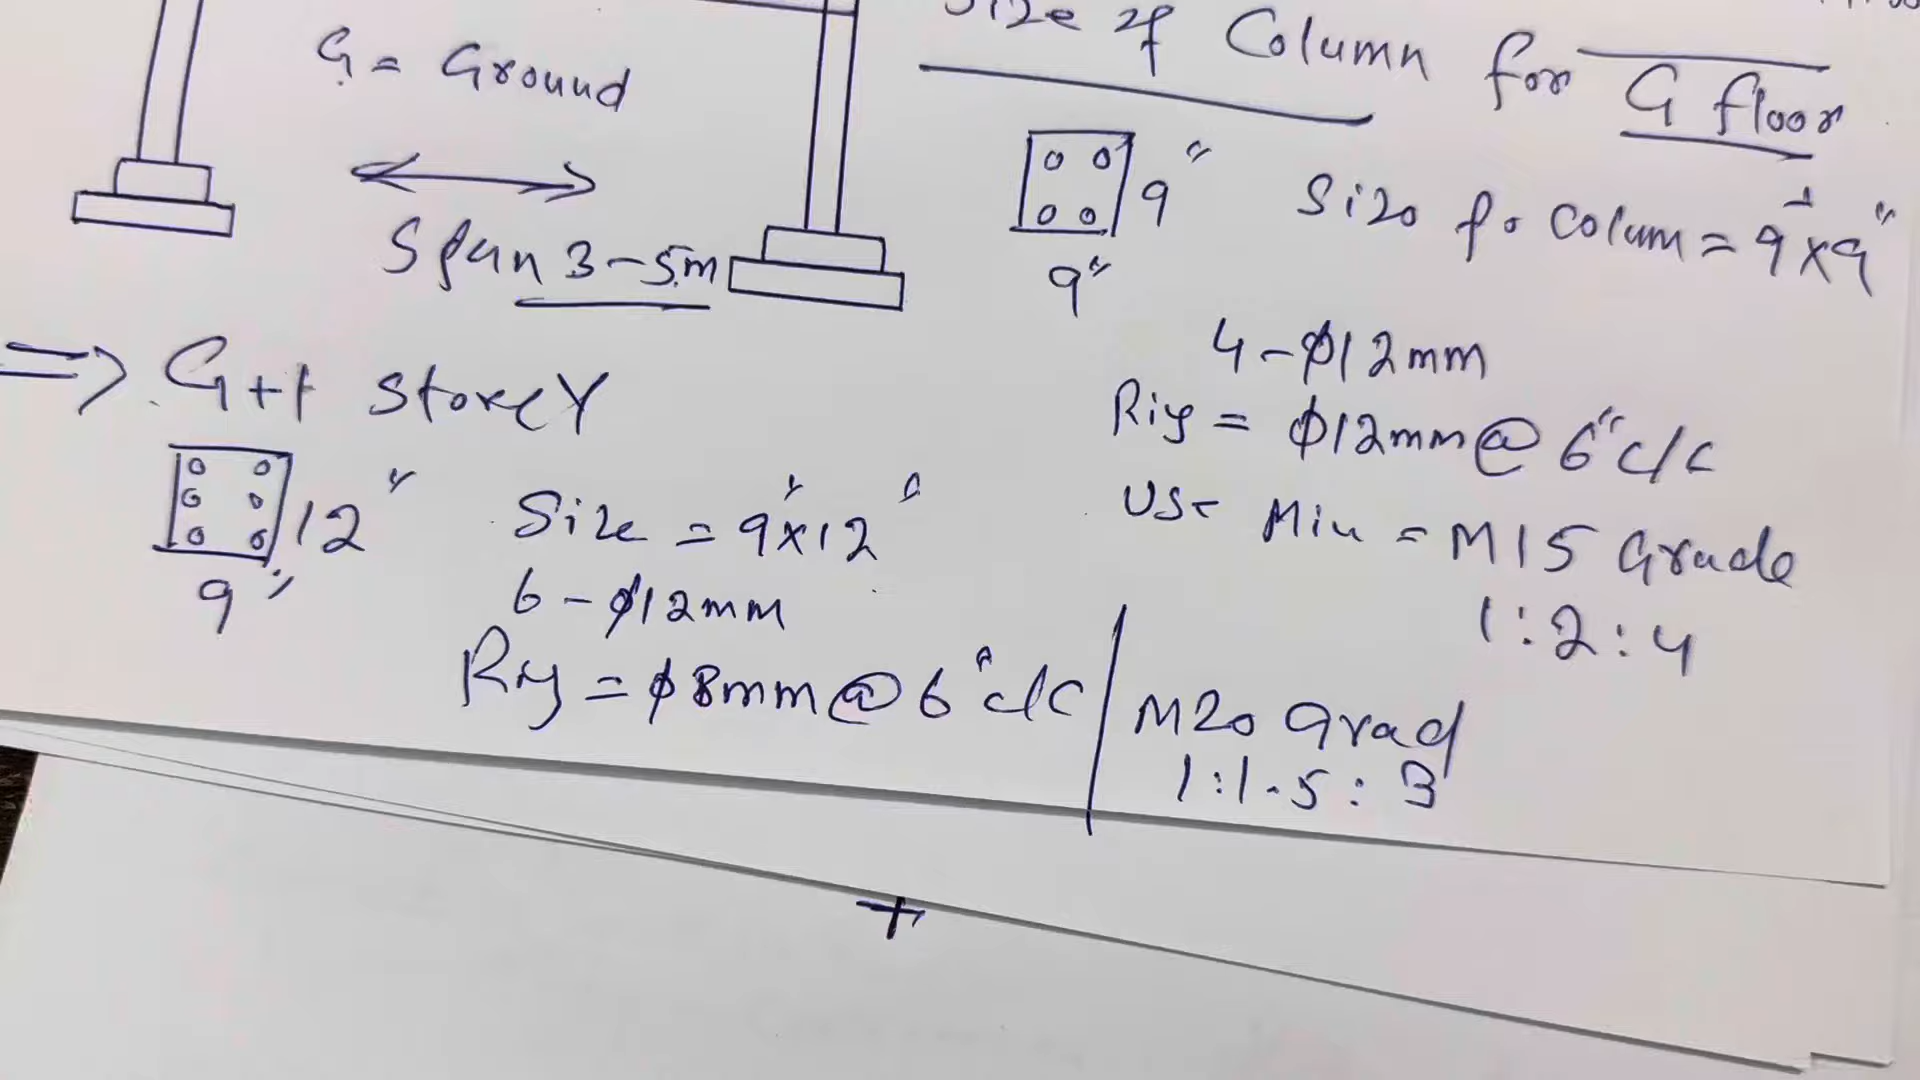 Size of Column for G floor
G = Ground
9"
9"
Size fo Colum = 9"x9"
Span 3-5m
4-ϕ12mm
Ring = ϕ12mm@ 6"c/c
Use Min = M15 Grade
1:2:4
=> G+1 StoreY
12"
9"
Size = 9"x12"
6-ϕ12mm
Ring = ϕ8mm@ 6"c/c
M20 Grad
1:1.5:3
+